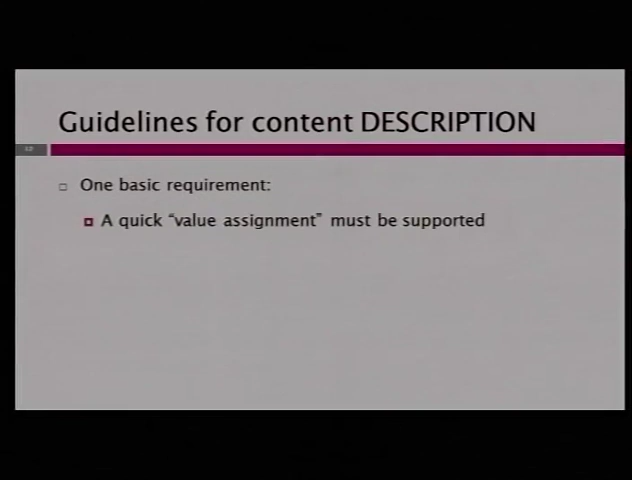 Guidelines for content DESCRIPTION
One basic requirement:
A quick “value assignment” must be supported